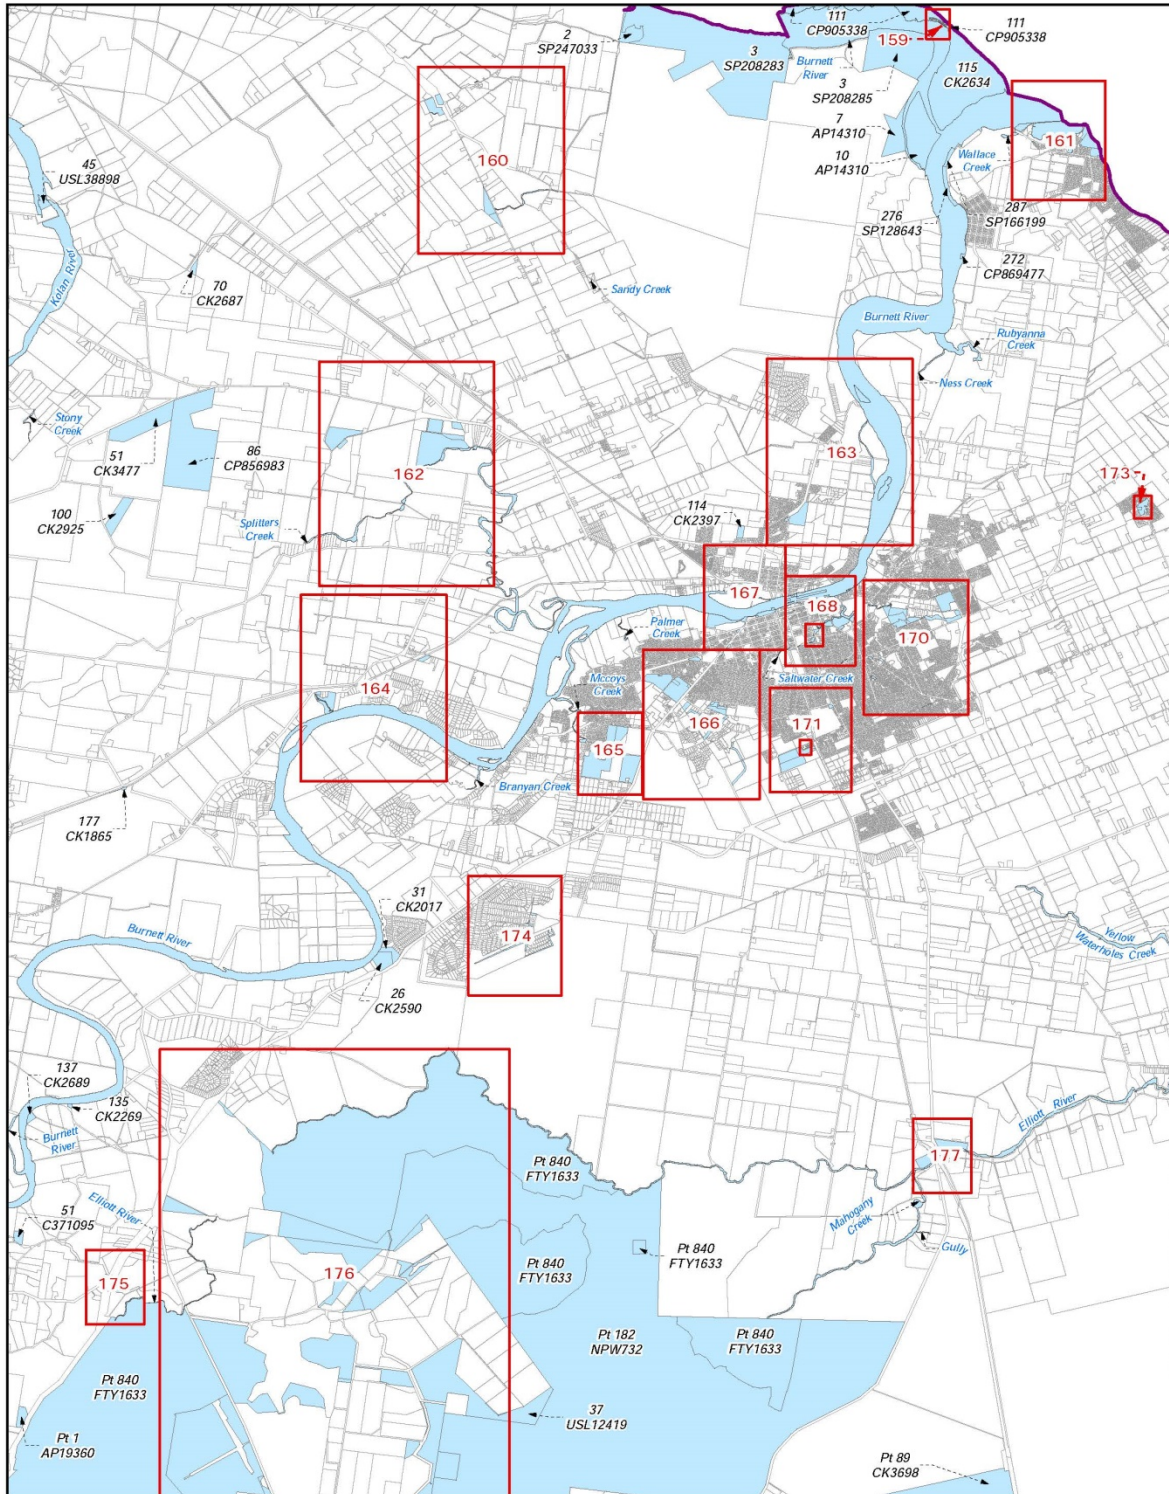 2
SP247033
111
CP905338
159
111
CP905338
3
SP208283
Burnett
River
3
SP208285
115
CK2634
7
AP14310
10
AP14310
Wallace
Creek
161
160
45
USL38898
276
SP128643
287
SP166199
Kolan River
70
CK2687
272
CP869477
Sandy Creek
Burnett River
Rubyanna
Creek
Ness Creek
Stony
Creek
51
CK3477
86
CP856983
162
163
173
100
CK2925
Splitters
Creek
114
CK2397
167
168
170
Palmer
Creek
Mccoys
Creek
Saltwater Creek
164
166
171
165
Branyan Creek
177
CK1865
31
CK2017
174
Burnett River
Yellow
Waterholes Creek
26
CK2590
137
CK2689
135
CK2269
Burnett
River
Elliott River
177
Pt 840
FTY1633
51
C371095
Elliott River
Mahogany
Creek
Gully
Pt 840
FTY1633
Pt 840
FTY1633
175
176
Pt 182
NPW732
Pt 840
FTY1633
Pt 840
FTY1633
37
USL12419
Pt 1
AP19360
Pt 89
CK3698